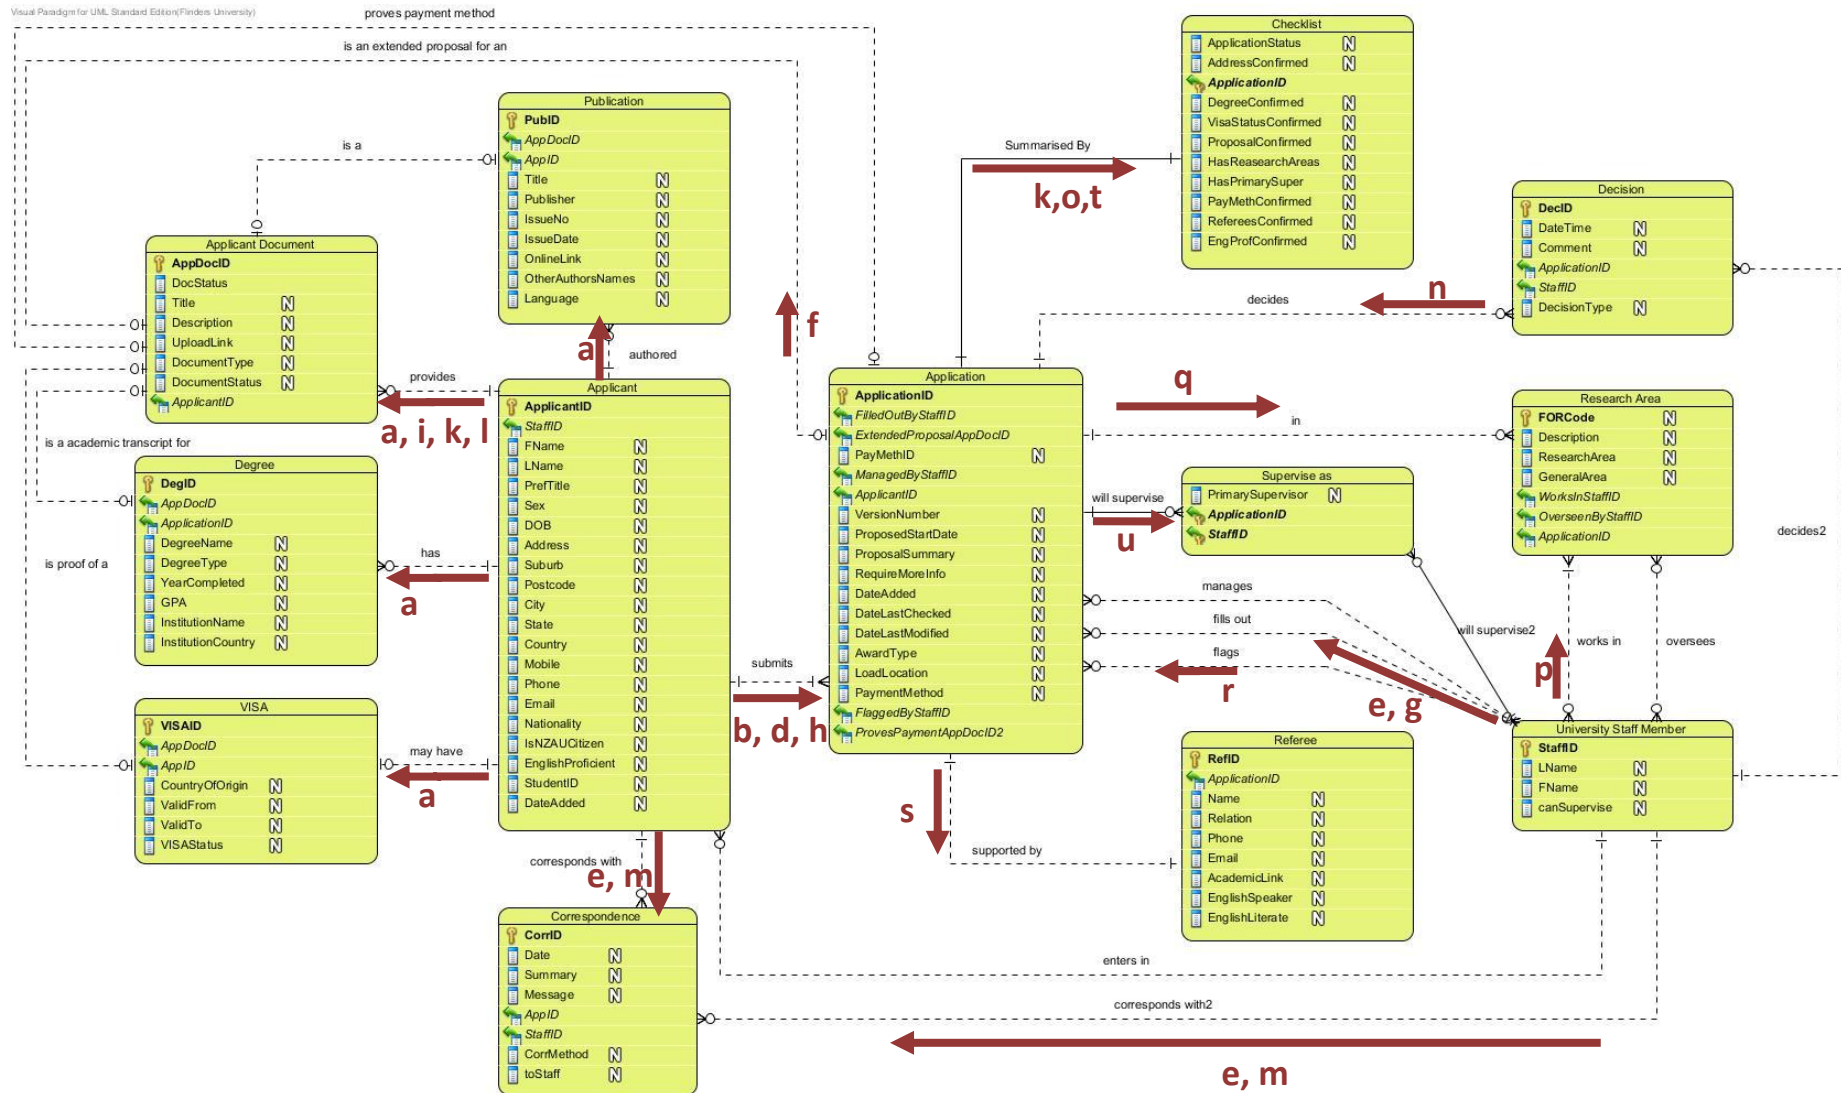 Visual Paradigm for UML Standard Edition(Flinders University)
proves payment method
is an extended proposal for an
is a
Publication
PubID
AppDocID
AppID
Title N
Publisher N
IssueNo N
IssueDate N
OnlineLink N
OtherAuthorsNames N
Language N
Checklist
ApplicationStatus N
AddressConfirmed N
ApplicationID
DegreeConfirmed N
VisaStatusConfirmed N
ProposalConfirmed N
HasReasearchAreas N
HasPrimarySuper N
PayMethConfirmed N
RefereesConfirmed N
EngProfConfirmed N
Summarised By
k,o,t
Decision
DecID
DateTime N
Comment N
ApplicationID
StaffID
DecisionType N
decides
n
Applicant Document
AppDocID
DocStatus
Title N
Description N
UploadLink N
DocumentType N
DocumentStatus N
ApplicantID
provides
a, i, k, l
a
authored
f
is a academic transcript for
Degree
DegID
AppDocID
ApplicationID
DegreeName N
DegreeType N
YearCompleted N
GPA N
InstitutionName N
InstitutionCountry N
is proof of a
has
a
VISA
VISAID
AppDocID
AppID
CountryOfOrigin N
ValidFrom N
ValidTo N
VISAStatus N
may have
a
Applicant
ApplicantID
StaffID
FName N
LName N
PrefTitle N
Sex N
DOB N
Address N
Suburb N
Postcode N
City N
State N
Country N
Mobile N
Phone N
Email N
Nationality N
IsNZAUCitizen N
EnglishProficient N
StudentID N
DateAdded N
submits
b, d, h
Application
ApplicationID
FilledOutByStaffID
ExtendedProposalAppDocID
PayMethID N
ManagedByStaffID
ApplicantID
VersionNumber N
ProposedStartDate N
ProposalSummary N
RequireMoreInfo N
DateAdded N
DateLastChecked N
DateLastModified N
AwardType N
LoadLocation N
PaymentMethod N
FlaggedByStaffID
ProvesPaymentAppDocID2
q
in
Research Area
FORCode N
Description N
ResearchArea N
GeneralArea N
WorksInStaffID
OverseenByStaffID
ApplicationID
will supervise
u
Supervise as
PrimarySupervisor N
ApplicationID
StaffID
decides2
manages
fills out
flags
r
e, g
will supervise2
p
works in
oversees
University Staff Member
StaffID
LName N
FName N
canSupervise N
s
supported by
Referee
RefID
ApplicationID
Name N
Relation N
Phone N
Email N
AcademicLink N
EnglishSpeaker N
EnglishLiterate N
corresponds with
e, m
Correspondence
CorrID
Date N
Summary N
Message N
AppID
StaffID
CorrMethod N
toStaff N
enters in
corresponds with2
e, m